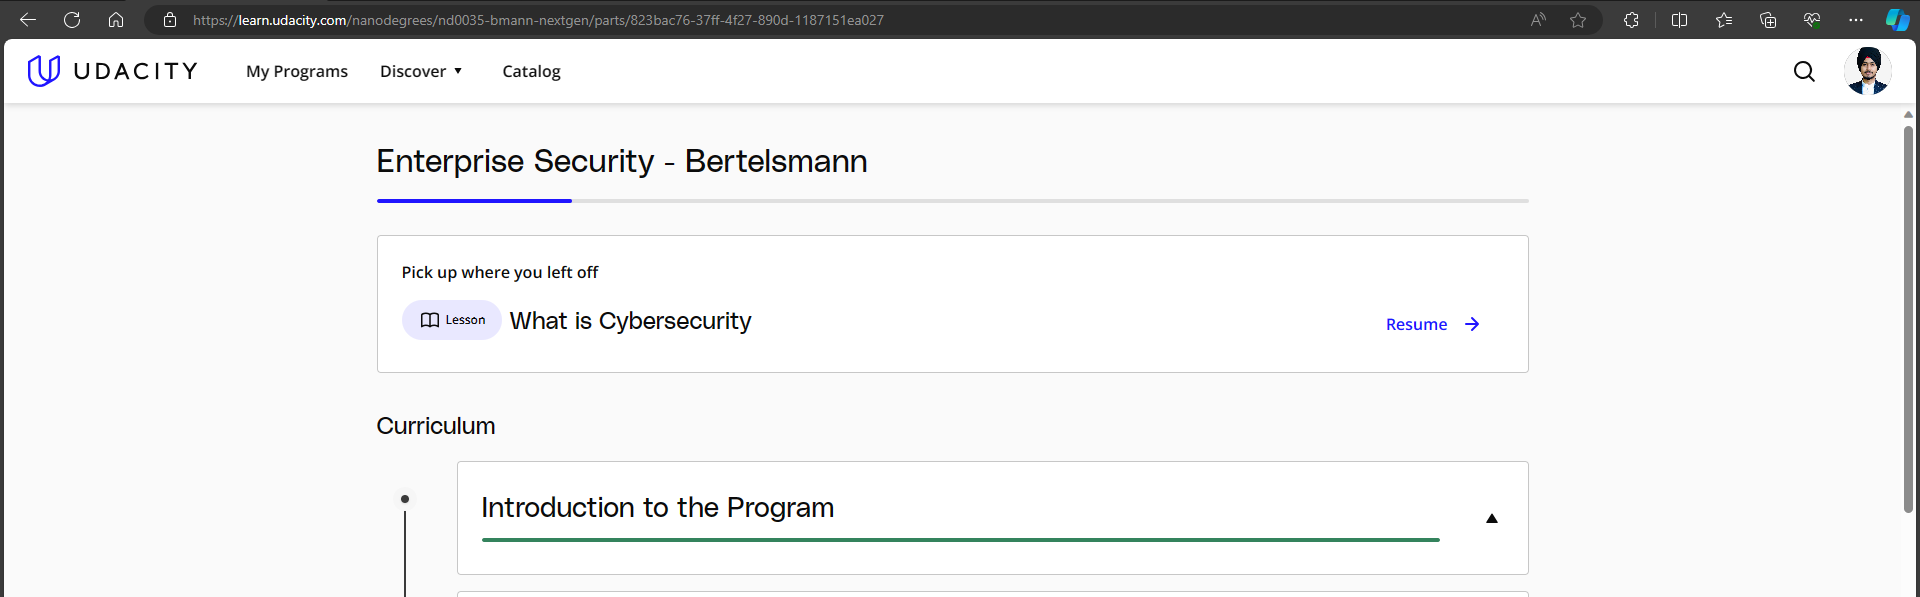 https://learn.udacity.com/nanodegrees/nd0035-bmann-nextgen/parts/823bac76-37ff-4f27-890d-1187151ea027
UDACITY My Programs Discover Catalog
Enterprise Security - Bertelsmann
Pick up where you left off
Lesson What is Cybersecurity
Resume
Curriculum
Introduction to the Program